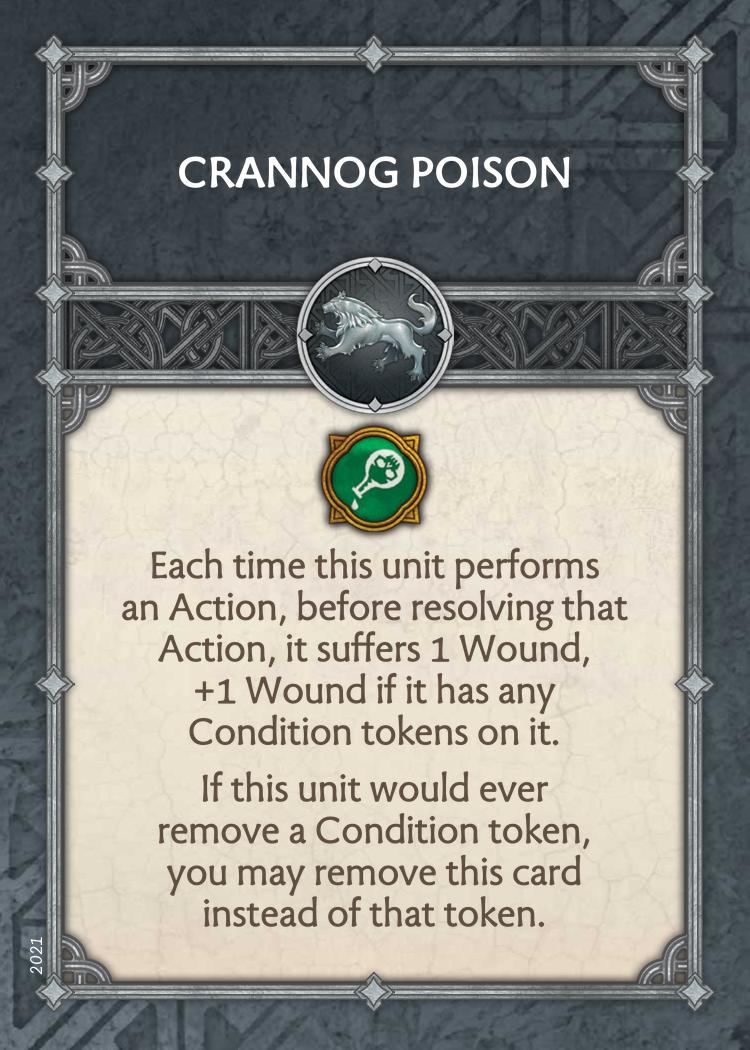 CRANNOG POISON
Each time this unit performs
an Action, before resolving that
Action, it suffers 1 Wound,
+1 Wound if it has any
Condition tokens on it.
If this unit would ever
remove a Condition token,
you may remove this card
instead of that token.
2021